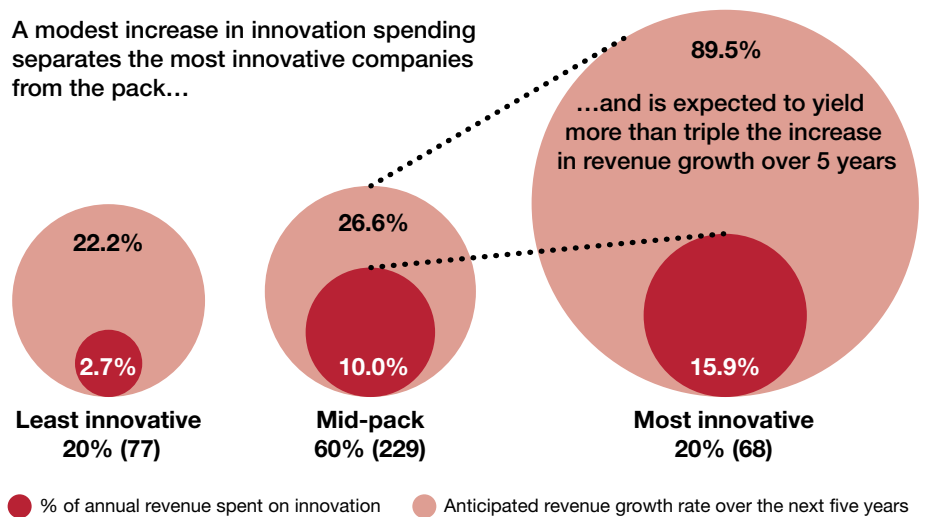 A modest increase in innovation spending
separates the most innovative companies
from the pack…
89.5%
…and is expected to yield
more than triple the increase
in revenue growth over 5 years
22.2%
26.6%
2.7%
10.0%
15.9%
Least innovative
20% (77)
Mid-pack
60% (229)
Most innovative
20% (68)
% of annual revenue spent on innovation
Anticipated revenue growth rate over the next five years